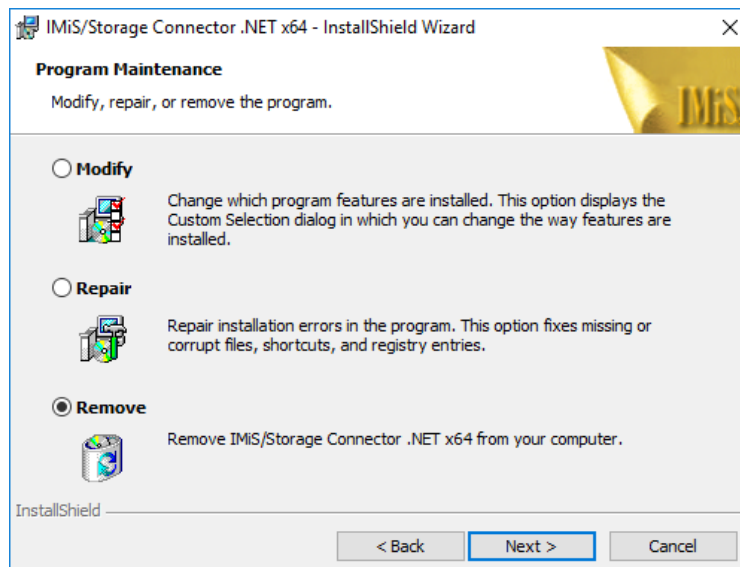 IMiS/Storage Connector .NET x64 - InstallShield Wizard
Program Maintenance
Modify, repair, or remove the program.
IMiS
Modify
Change which program features are installed. This option displays the
Custom Selection dialog in which you can change the way features are
installed.
Repair
Repair installation errors in the program. This option fixes missing or
corrupt files, shortcuts, and registry entries.
Remove
Remove IMiS/Storage Connector .NET x64 from your computer.
InstallShield
< Back
Next >
Cancel